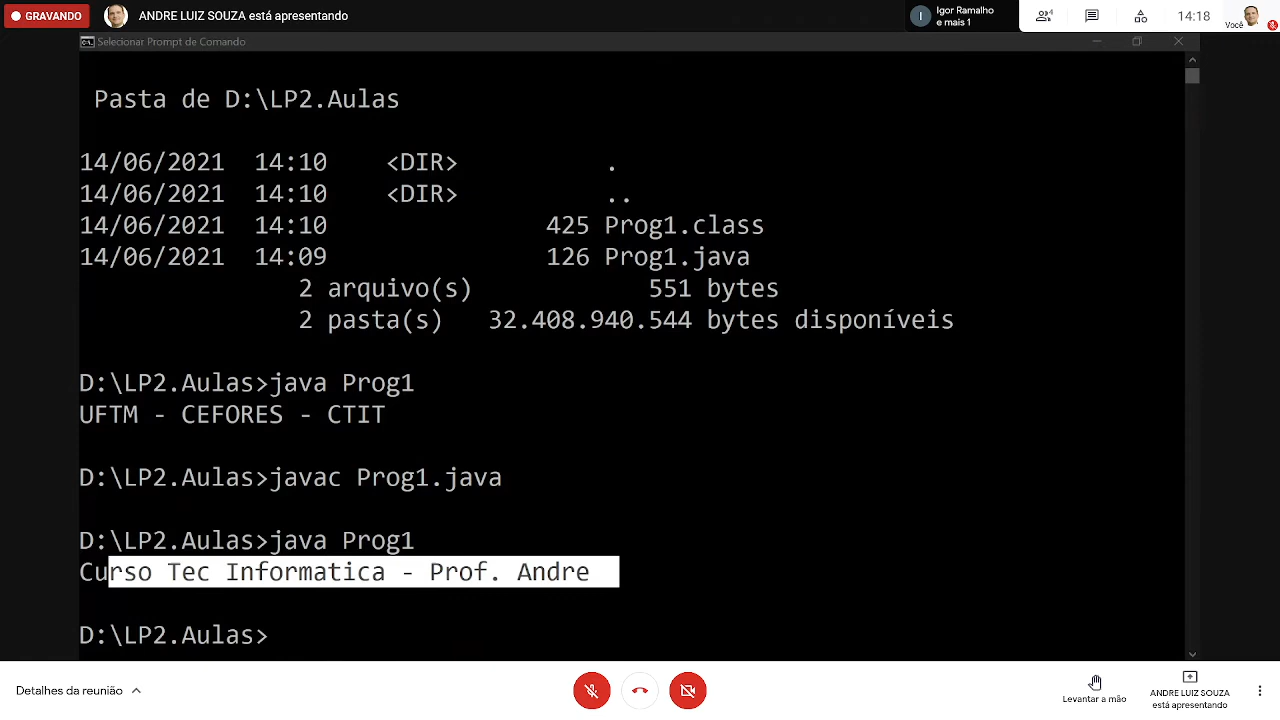 GRAVANDO
ANDRE LUIZ SOUZA está apresentando
I
Igor Ramalho
e mais 1
4
14:18
Você
Selecionar Prompt de Comando
Pasta de D:\LP2.Aulas
14/06/2021  14:10    <DIR>          .
14/06/2021  14:10    <DIR>          ..
14/06/2021  14:10               425 Prog1.class
14/06/2021  14:09               126 Prog1.java
2 arquivo(s)            551 bytes
2 pasta(s)   32.408.940.544 bytes disponíveis
D:\LP2.Aulas>java Prog1
UFTM - CEFORES - CTIT
D:\LP2.Aulas>javac Prog1.java
D:\LP2.Aulas>java Prog1
Curso Tec Informatica - Prof. Andre
D:\LP2.Aulas>
Detalhes da reunião
Levantar a mão
ANDRE LUIZ SOUZA
está apresentando